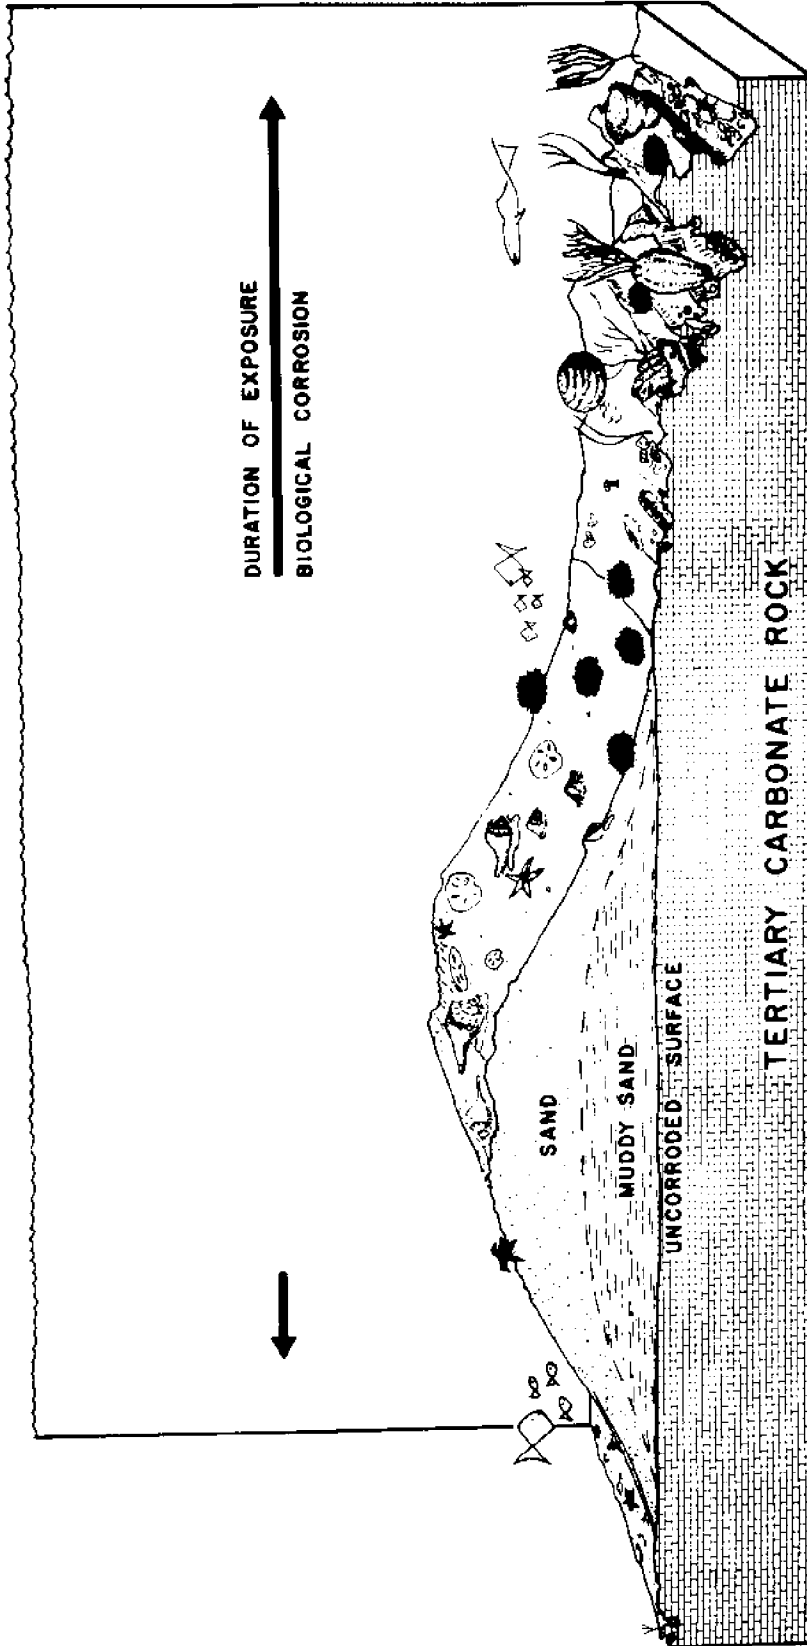 DURATION OF EXPOSURE
BIOLOGICAL CORROSION
SAND
MUDDY SAND
UNCORRODED SURFACE
TERTIARY CARBONATE ROCK